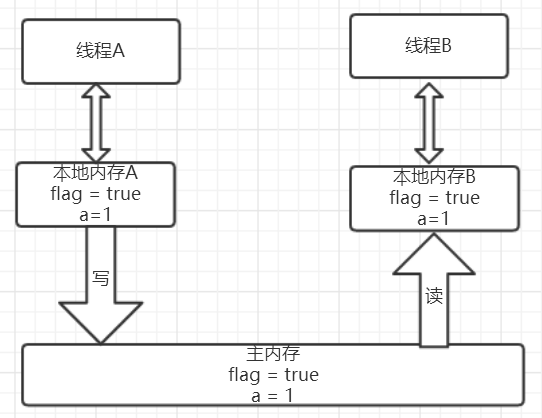 线程A
线程B
本地内存A
flag = true
a=1
本地内存B
flag = true
a=1
写
读
主内存
flag = true
a = 1